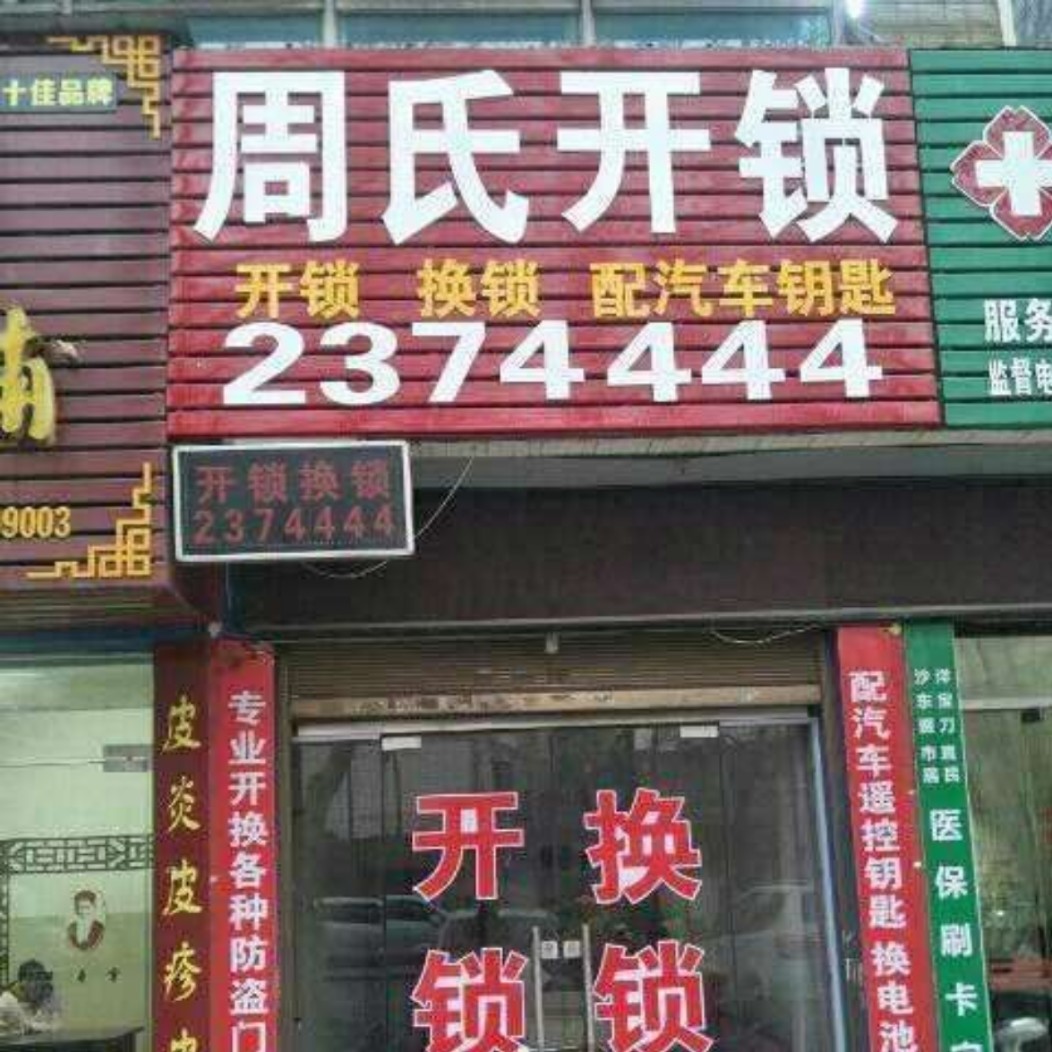 十佳品牌
周氏开锁
开锁 换锁 配汽车钥匙
2374444
服务
监督电
9003
开锁换锁
2374444
皮炎皮疹
专业开换各种防盗门
开锁
换锁
配汽车遥控钥匙 换电池
医保刷卡